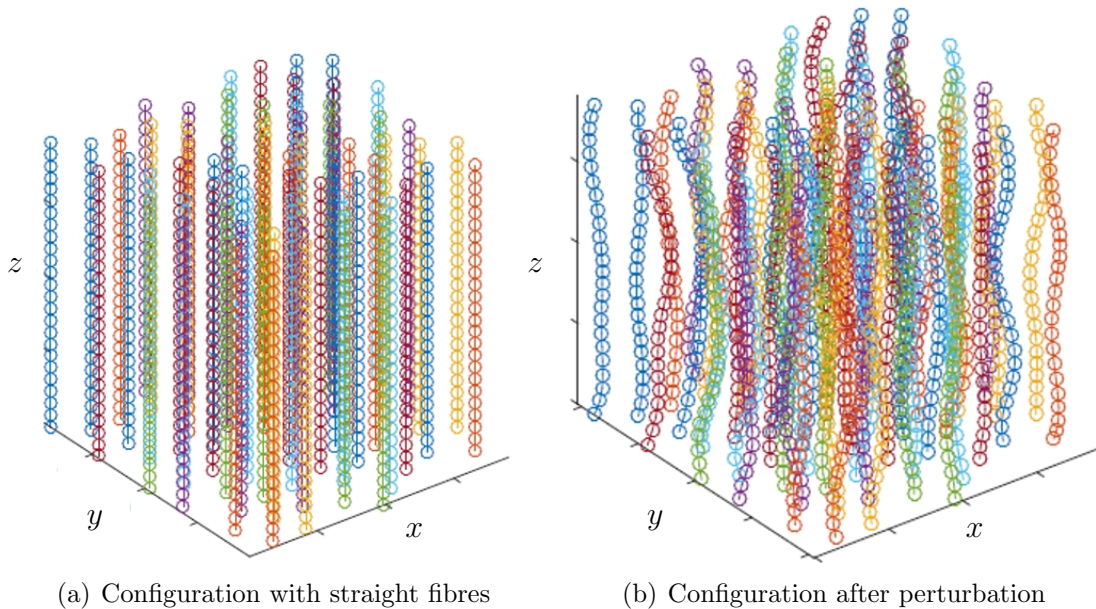 z
y
x
z
y
x
(a) Configuration with straight fibres
(b) Configuration after perturbation